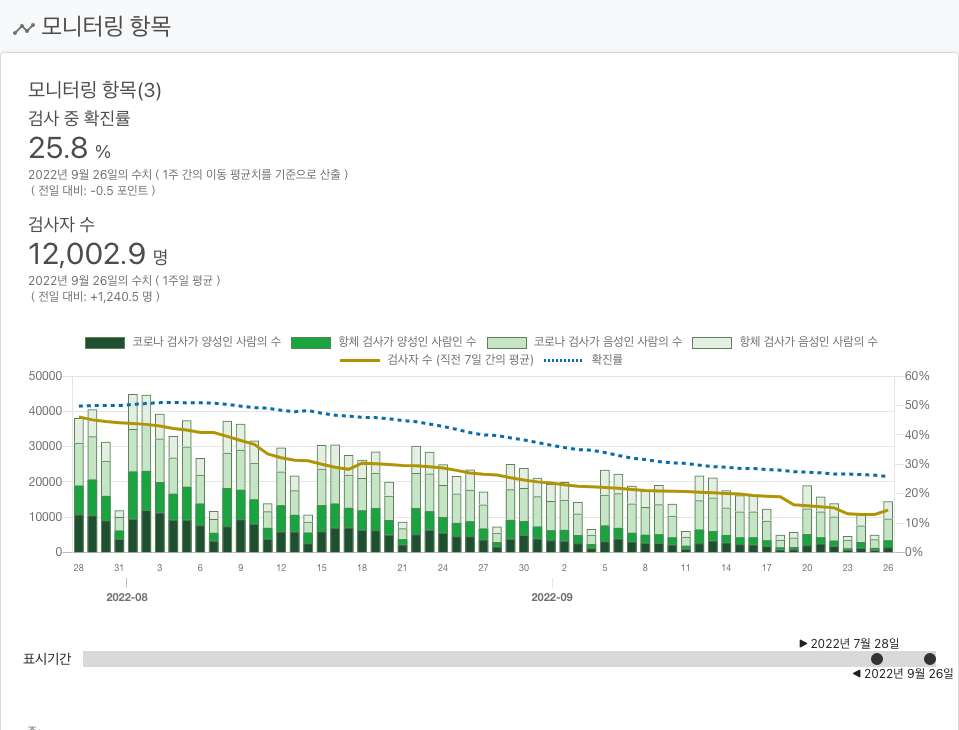 모니터링 항목
모니터링 항목(3)
검사 중 확진률
25.8 %
2022년 9월 26일의 수치 ( 1주 간의 이동 평균치를 기준으로 산출 )
( 전일 대비: -0.5 포인트 )
검사자 수
12,002.9 명
2022년 9월 26일의 수치 ( 1주일 평균 )
( 전일 대비: +1,240.5 명 )
코로나 검사가 양성인 사람의 수 항체 검사가 양성인 사람인 수 코로나 검사가 음성인 사람의 수 항체 검사가 음성인 사람의 수
검사자 수 (직전 7일 간의 평균) 확진률
50000 60%
40000 50%
30000 40%
20000 30%
10000 20%
0 10%
0%
28 31 3 6 9 12 15 18 21 24 27 30 2 5 8 11 14 17 20 23 26
2022-08 2022-09
▶ 2022년 7월 28일
표시기간
◀ 2022년 9월 26일